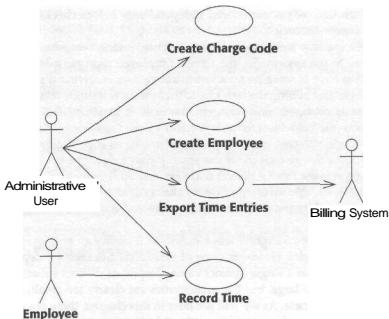 Create Charge Code
Create Employee
Administrative
User
Export Time Entries
Billing System
Record Time
Employee